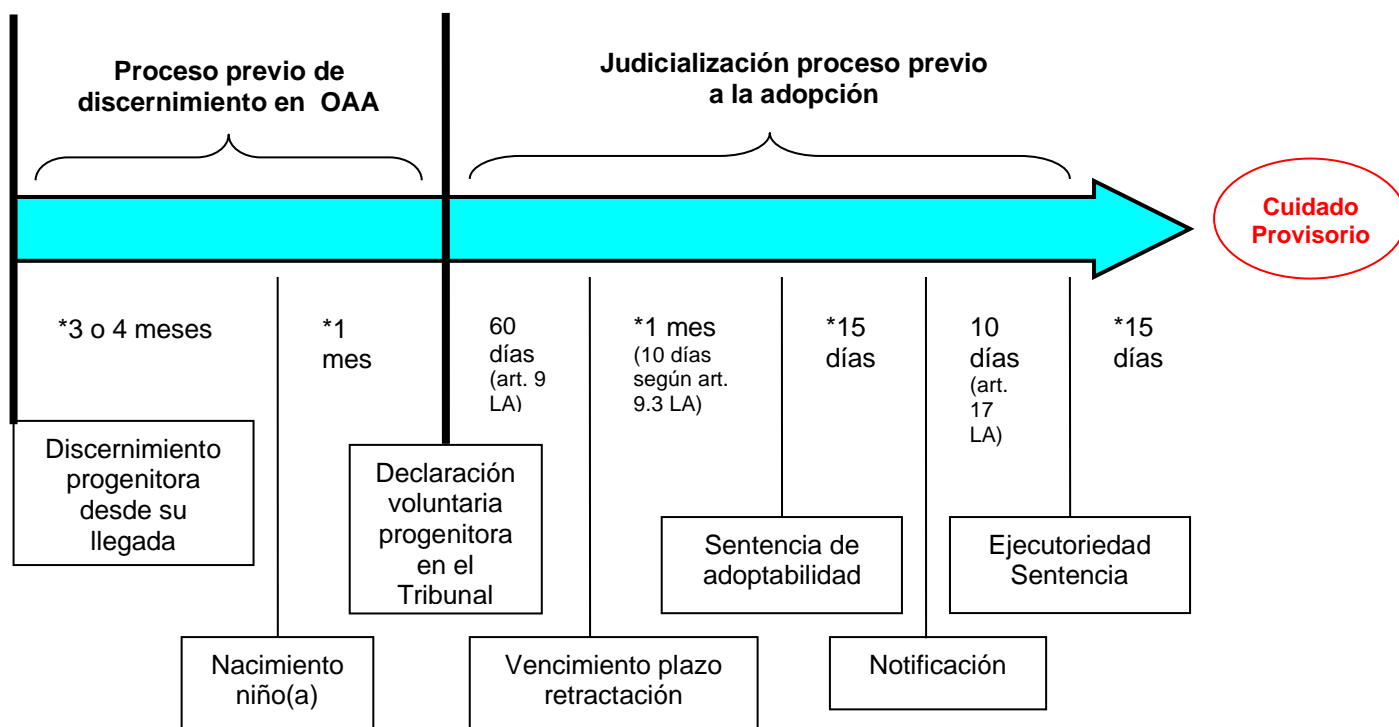 Proceso previo de
discernimiento en OAA
Judicialización proceso previo
a la adopción
Cuidado
Provisorio
*3 o 4 meses
*1
mes
60
días
(art. 9
LA)
*1 mes
(10 días
según art.
9.3 LA)
*15
días
10
días
(art.
17
LA)
*15
días
Discernimiento
progenitora
desde su
llegada
Declaración
voluntaria
progenitora
en el
Tribunal
Sentencia de
adoptabilidad
Ejecutoriedad
Sentencia
Nacimiento
niño(a)
Vencimiento plazo
retractación
Notificación